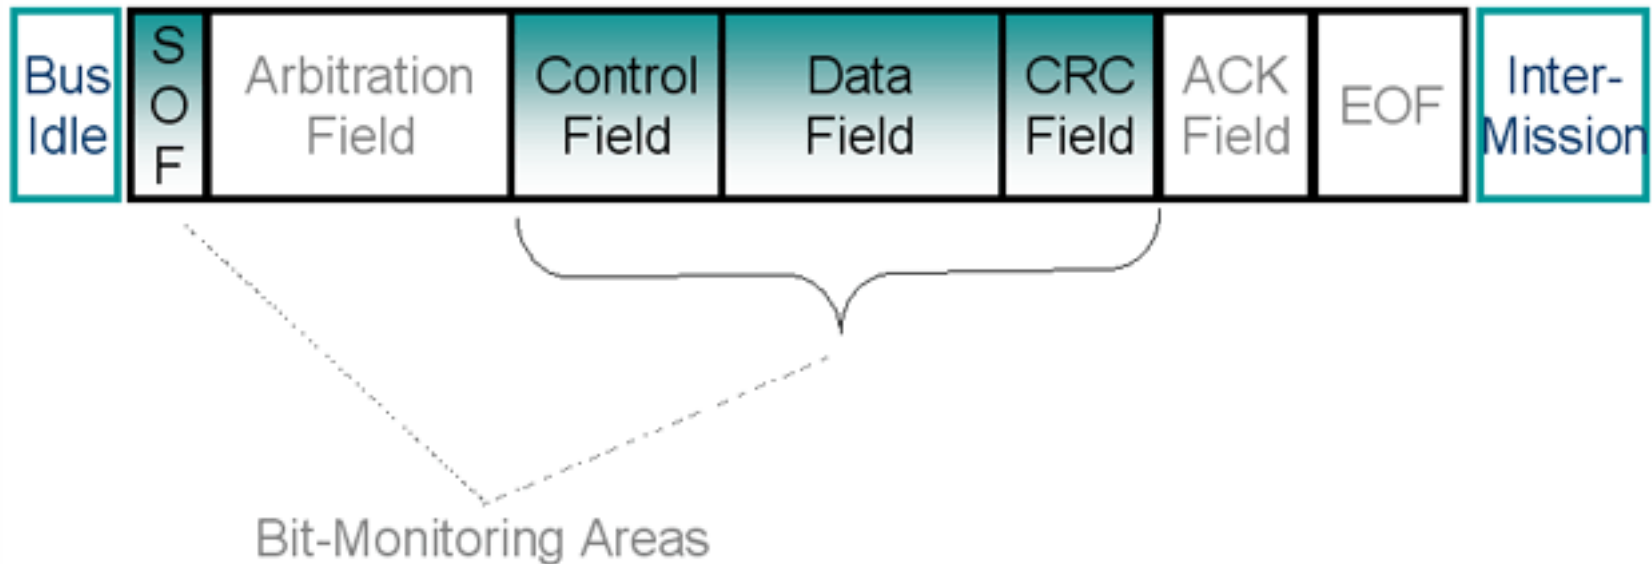 Bus
Idle
S
O
F
Arbitration
Field
Control
Field
Data
Field
CRC
Field
ACK
Field
EOF
Inter-
Mission
Bit-Monitoring Areas